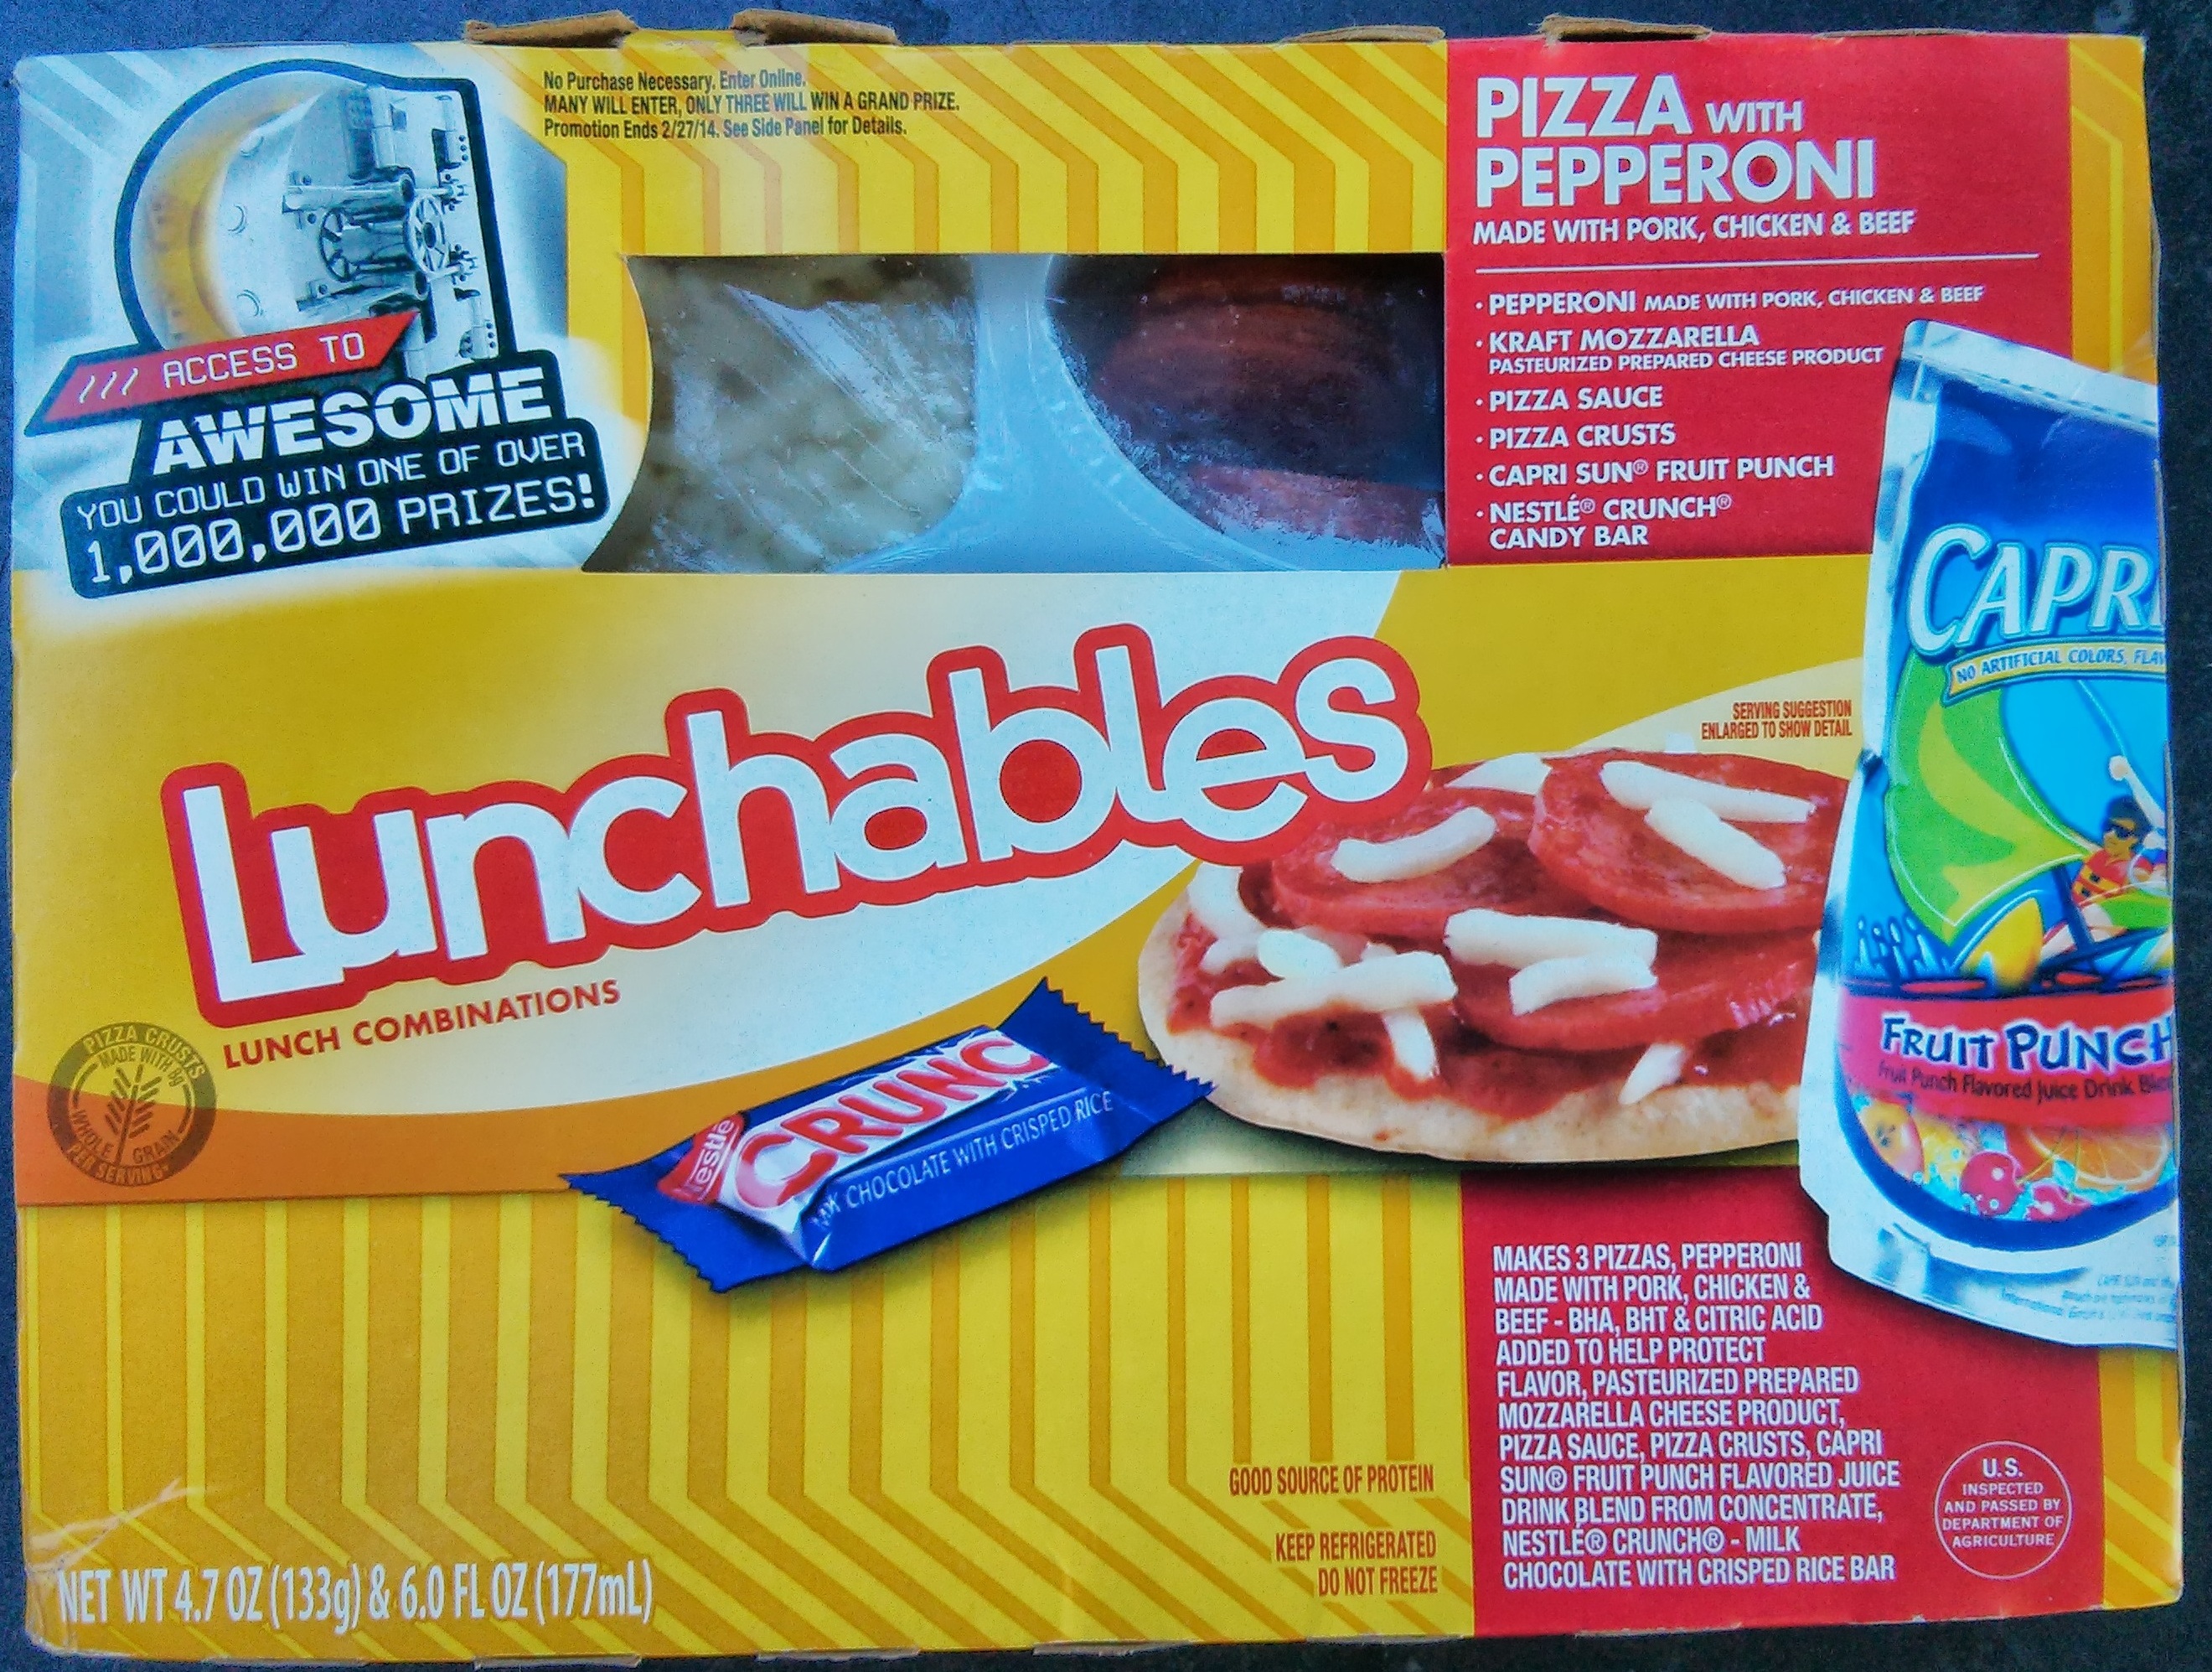 No Purchase Necessary. Enter Online.
MANY WILL ENTER, ONLY THREE WILL WIN A GRAND PRIZE.
Promotion Ends 2/27/14. See Side Panel for Details.
/// ACCESS TO
AWESOME
YOU COULD WIN ONE OF OVER
1,000,000 PRIZES!
PIZZA WITH
PEPPERONI
MADE WITH PORK, CHICKEN & BEEF
· PEPPERONI MADE WITH PORK, CHICKEN & BEEF
· KRAFT MOZZARELLA
PASTEURIZED PREPARED CHEESE PRODUCT
· PIZZA SAUCE
· PIZZA CRUSTS
· CAPRI SUN® FRUIT PUNCH
· NESTLÉ® CRUNCH®
CANDY BAR
CAPRI
NO ARTIFICIAL COLORS, FLAV
SERVING SUGGESTION
ENLARGED TO SHOW DETAIL
Lunchables
LUNCH COMBINATIONS
PIZZA CRUSTS
MADE WITH 8g
WHOLE GRAIN
PER SERVING
Nestle
CRUNC
MILK CHOCOLATE WITH CRISPED RICE
FRUIT PUNCH
Fruit Punch Flavored Juice Drink Blen
MAKES 3 PIZZAS, PEPPERONI
MADE WITH PORK, CHICKEN &
BEEF - BHA, BHT & CITRIC ACID
ADDED TO HELP PROTECT
FLAVOR, PASTEURIZED PREPARED
MOZZARELLA CHEESE PRODUCT,
PIZZA SAUCE, PIZZA CRUSTS, CAPRI
SUN® FRUIT PUNCH FLAVORED JUICE
DRINK BLEND FROM CONCENTRATE,
NESTLÉ® CRUNCH® - MILK
CHOCOLATE WITH CRISPED RICE BAR
U.S.
INSPECTED
AND PASSED BY
DEPARTMENT OF
AGRICULTURE
GOOD SOURCE OF PROTEIN
KEEP REFRIGERATED
DO NOT FREEZE
NET WT 4.7 OZ (133g) & 6.0 FL OZ (177mL)